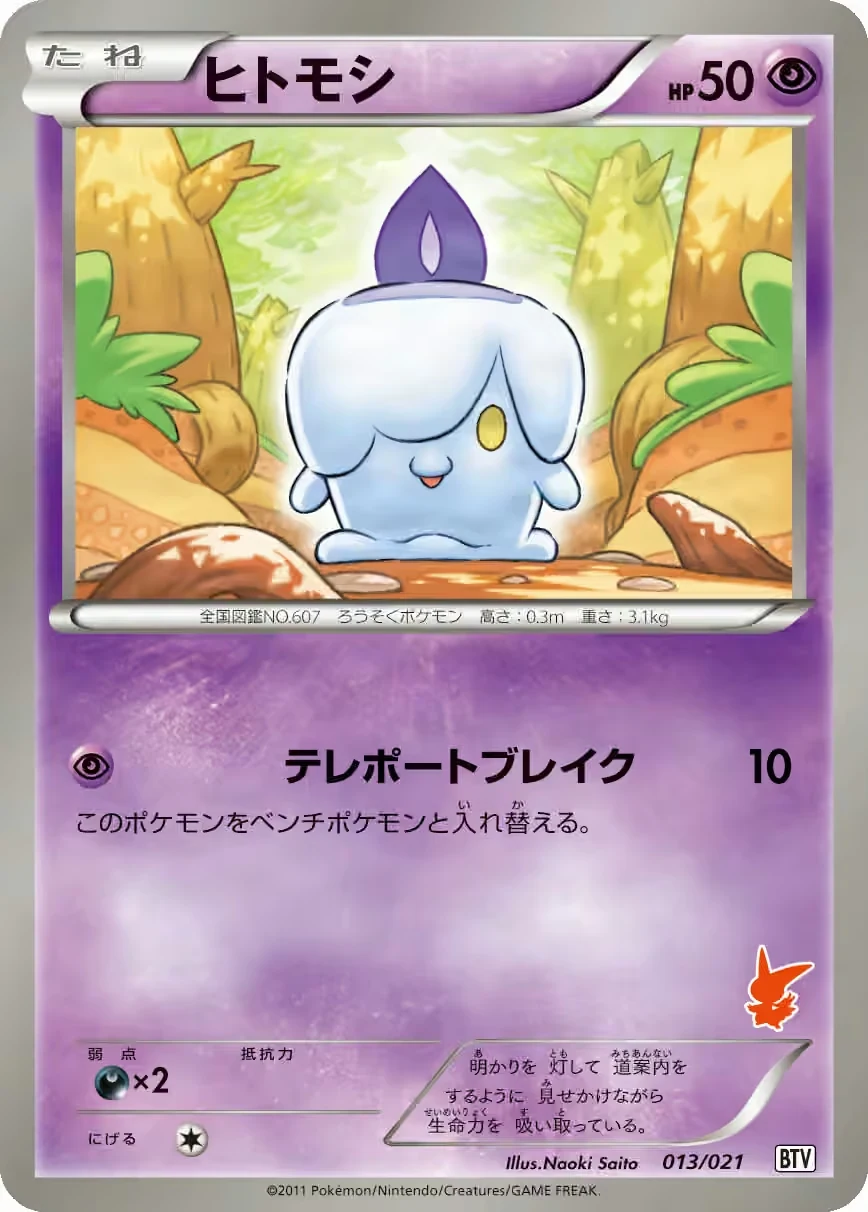 たね ヒトモシ HP50
全国図鑑NO.607 ろうそくポケモン 高さ:0.3m 重さ:3.1kg
テレポートブレイク 10
このポケモンをベンチポケモンと入れ替える。
弱点 抵抗力
×2
にげる
明かりを 灯して 道案内を
するように 見せかけながら
生命力を 吸い取っている。
Illus.Naoki Saito 013/021 BTV
©2011 Pokémon/Nintendo/Creatures/GAME FREAK.